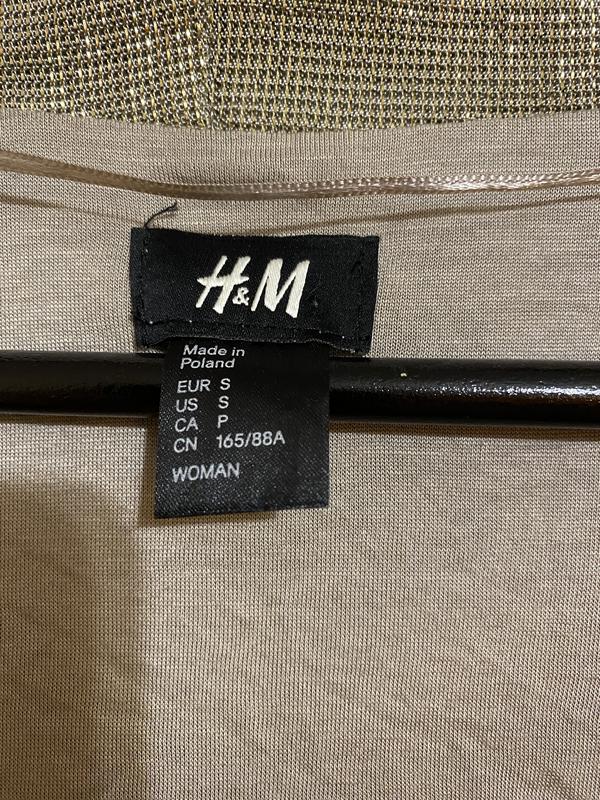 H&M
Made in
Poland
EUR S
US S
CA P
CN 165/88A
WOMAN